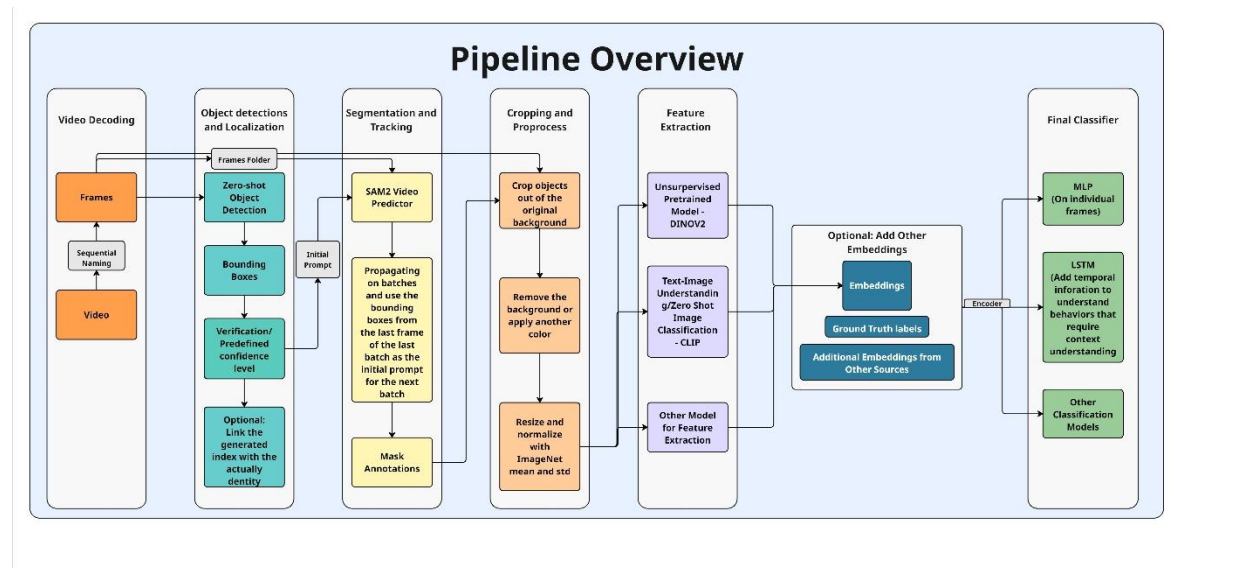 Pipeline Overview
Video Decoding
Frames
Sequential
Naming
Video
Object detections
and Localization
Frames Folder
Zero-shot
Object
Detection
Bounding
Boxes
Verification/
Predefined
confidence
level
Optional:
Link the
generated
index with the
actually
dentity
Initial
Prompt
Segmentation and
Tracking
SAM2 Video
Predictor
Propagating
on batches
and use the
bounding
boxes from
the last frame
of the last
batch as the
initial prompt
for the next
batch
Mask
Annotations
Cropping and
Proprocess
Crop objects
out of the
original
background
Remove the
background or
apply another
color
Resize and
normalize
with
ImageNet
mean and std
Feature
Extraction
Unsurpervised
Pretrained
Model -
DINOV2
Text-Image
Understandin
g/Zero Shot
Image
Classification
- CLIP
Other Model
for Feature
Extraction
Optional: Add Other
Embeddings
Embeddings
Ground Truth labels
Additional Embeddings from
Other Sources
Encoder
Final Classifier
MLP
(On individual
frames)
LSTM
(Add temporal
inforation to
understand
behaviors that
require
context
understanding
Other
Classification
Models